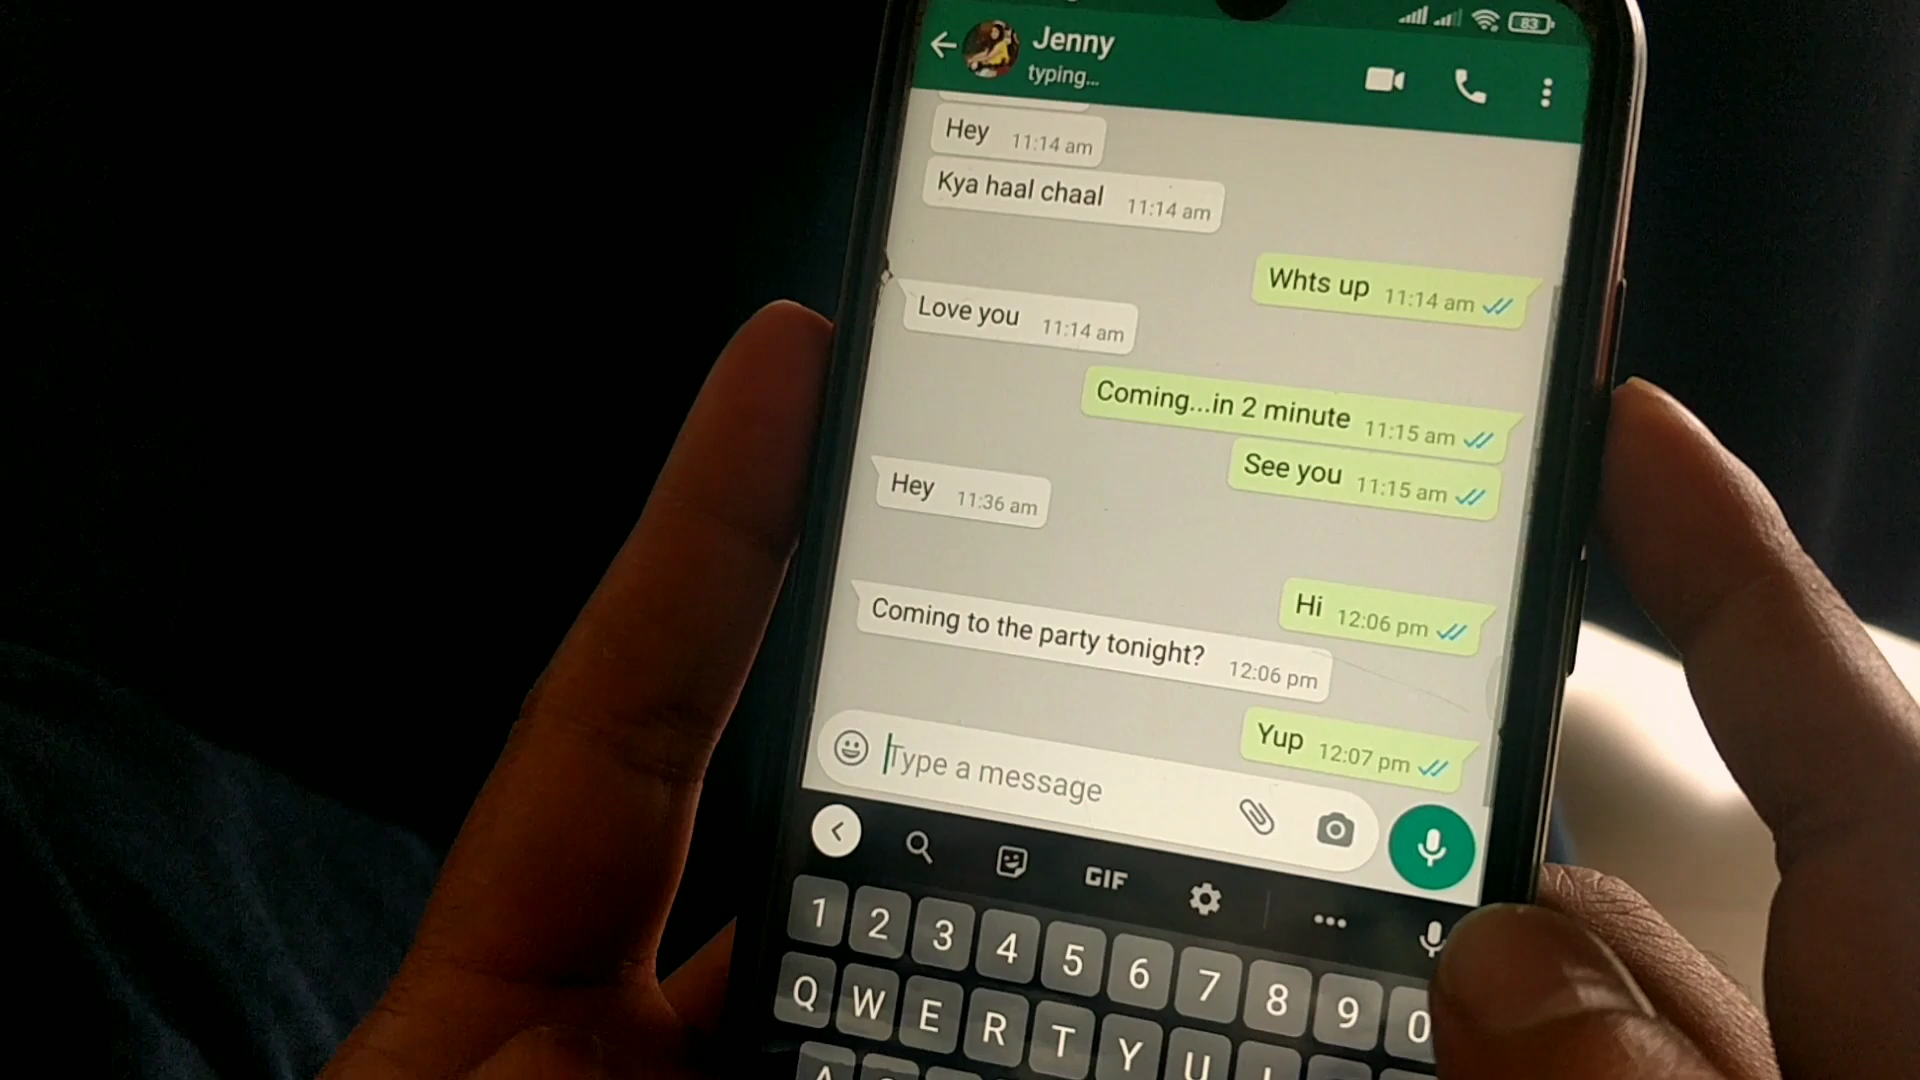 83
Jenny
typing...
Hey 11:14 am
Kya haal chaal 11:14 am
Whts up 11:14 am
Love you 11:14 am
Coming...in 2 minute 11:15 am
See you 11:15 am
Hey 11:36 am
Hi 12:06 pm
Coming to the party tonight? 12:06 pm
Yup 12:07 pm
Type a message
GIF
1 2 3 4 5 6 7 8 9 0
Q W E R T Y U